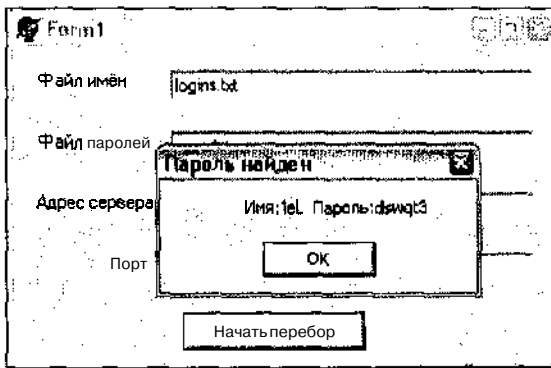 Form1
Файл имён
logins.txt
Файл паролей
Пароль найден
Адрес сервера
Имя:1eL Пароль:dswqt3
Порт
OK
Начать перебор